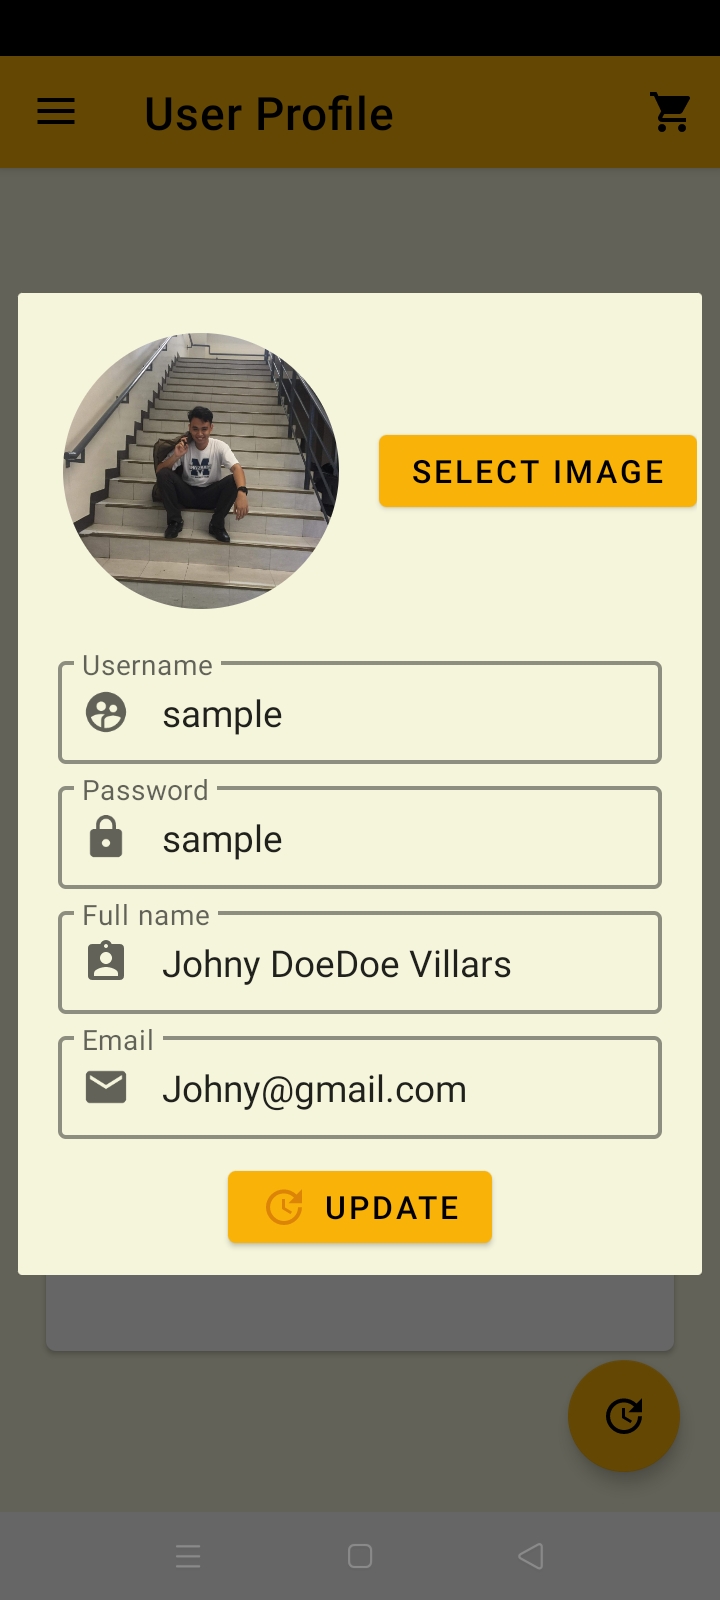 User Profile
SELECT IMAGE
Username
sample
Password
sample
Full name
Johny DoeDoe Villars
Email
Johny@gmail.com
UPDATE